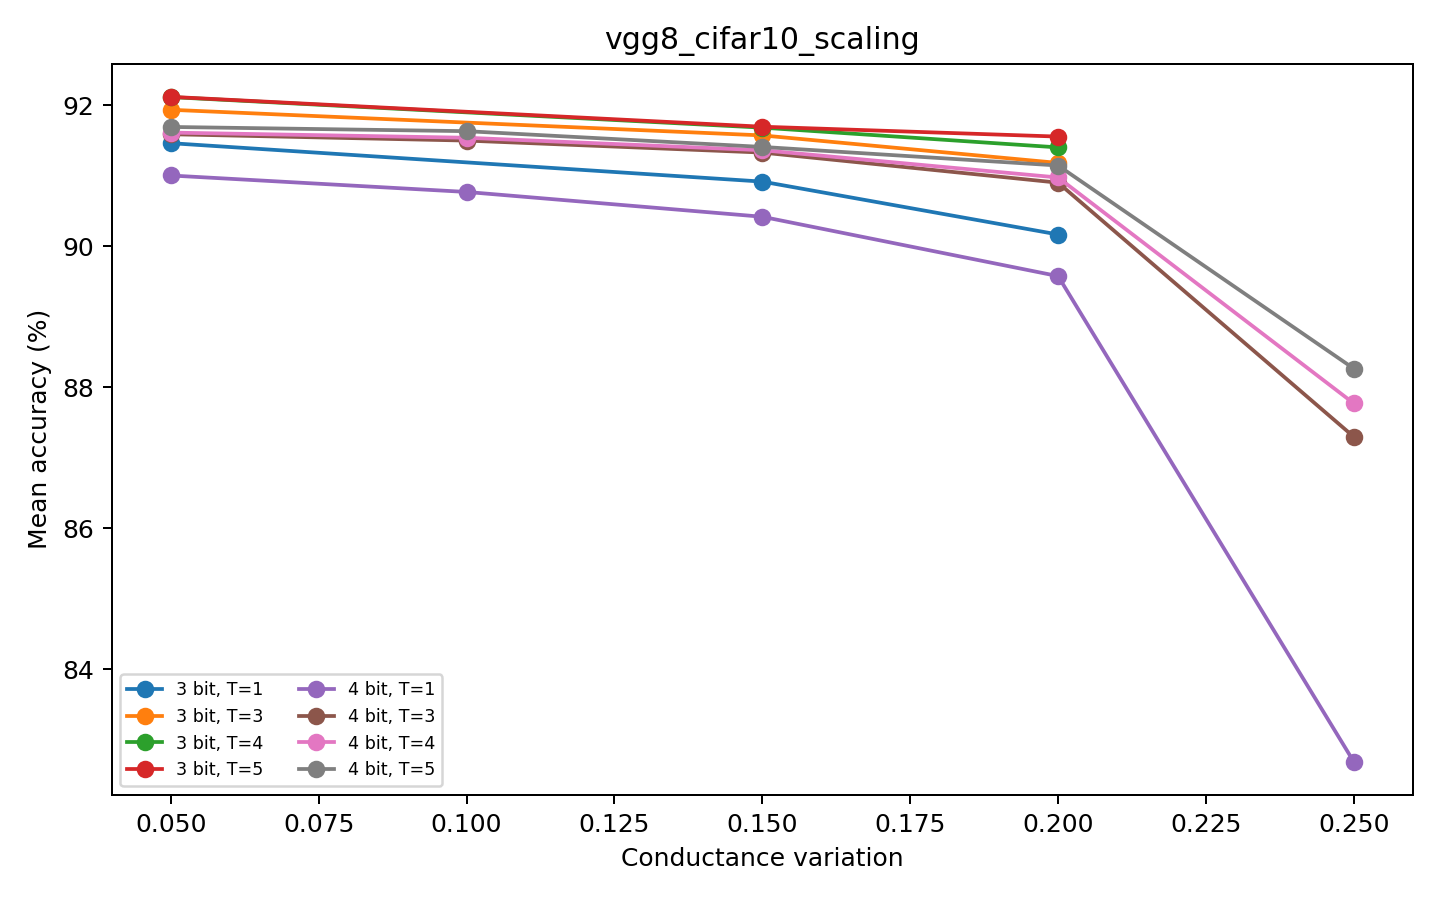 vgg8_cifar10_scaling
Mean accuracy (%)
92
90
88
86
84
3 bit, T=1
3 bit, T=3
3 bit, T=4
3 bit, T=5
4 bit, T=1
4 bit, T=3
4 bit, T=4
4 bit, T=5
0.050 0.075 0.100 0.125 0.150 0.175 0.200 0.225 0.250
Conductance variation